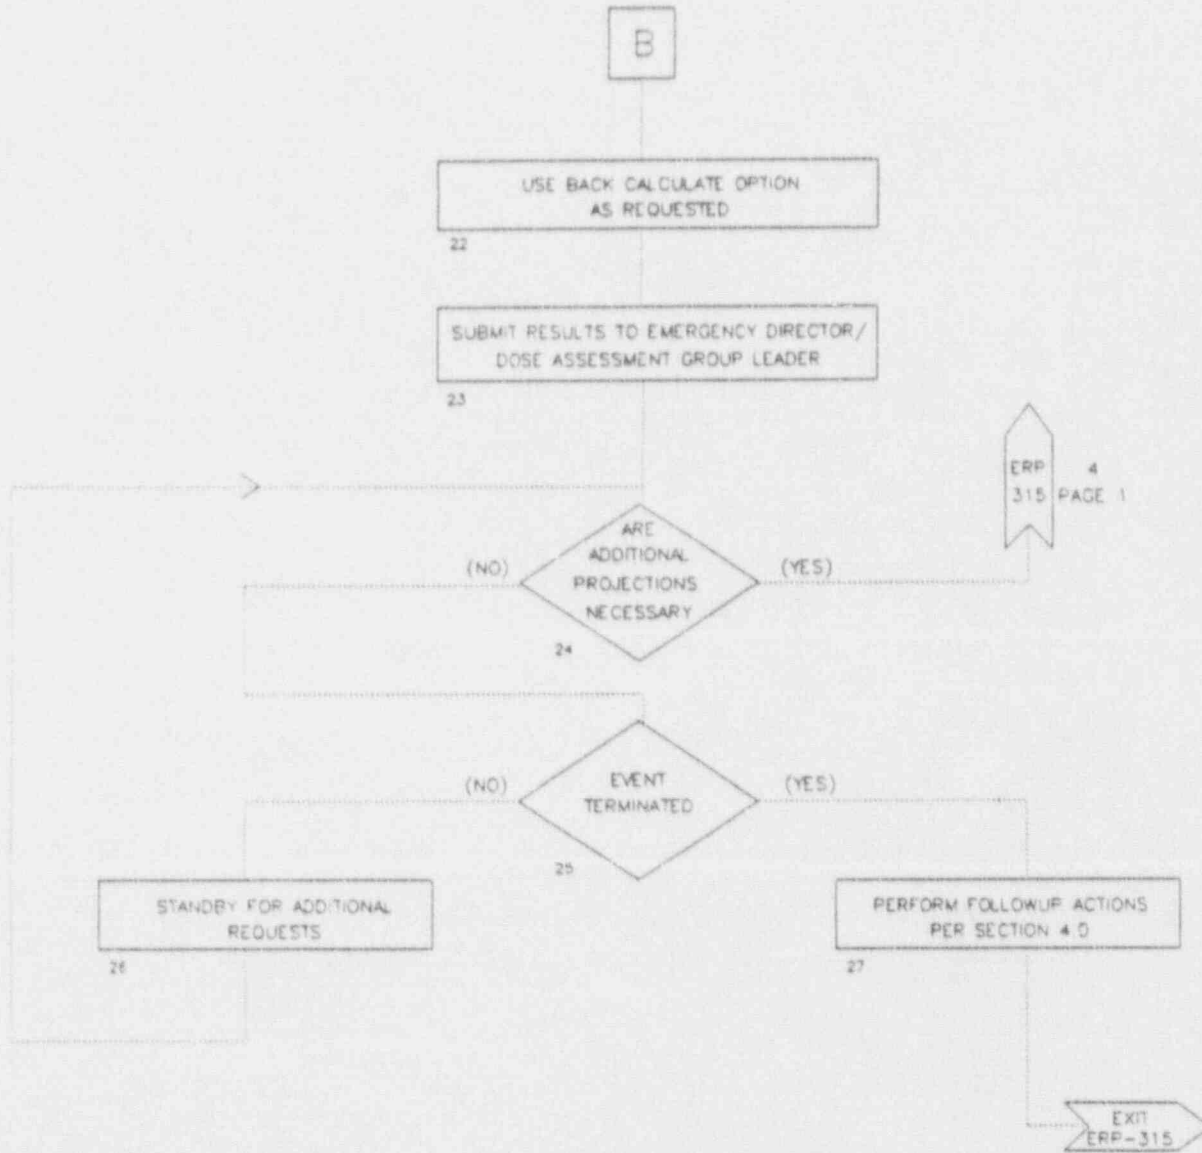 B
USE BACK CALCULATE OPTION
AS REQUESTED
22
SUBMIT RESULTS TO EMERGENCY DIRECTOR/
DOSE ASSESSMENT GROUP LEADER
23
ERP 4
315 PAGE 1
ARE
ADDITIONAL
PROJECTIONS
NECESSARY
(NO)
(YES)
24
EVENT
TERMINATED
(NO)
(YES)
25
STANDBY FOR ADDITIONAL
REQUESTS
26
PERFORM FOLLOWUP ACTIONS
PER SECTION 4.0
27
EXIT
ERP-315